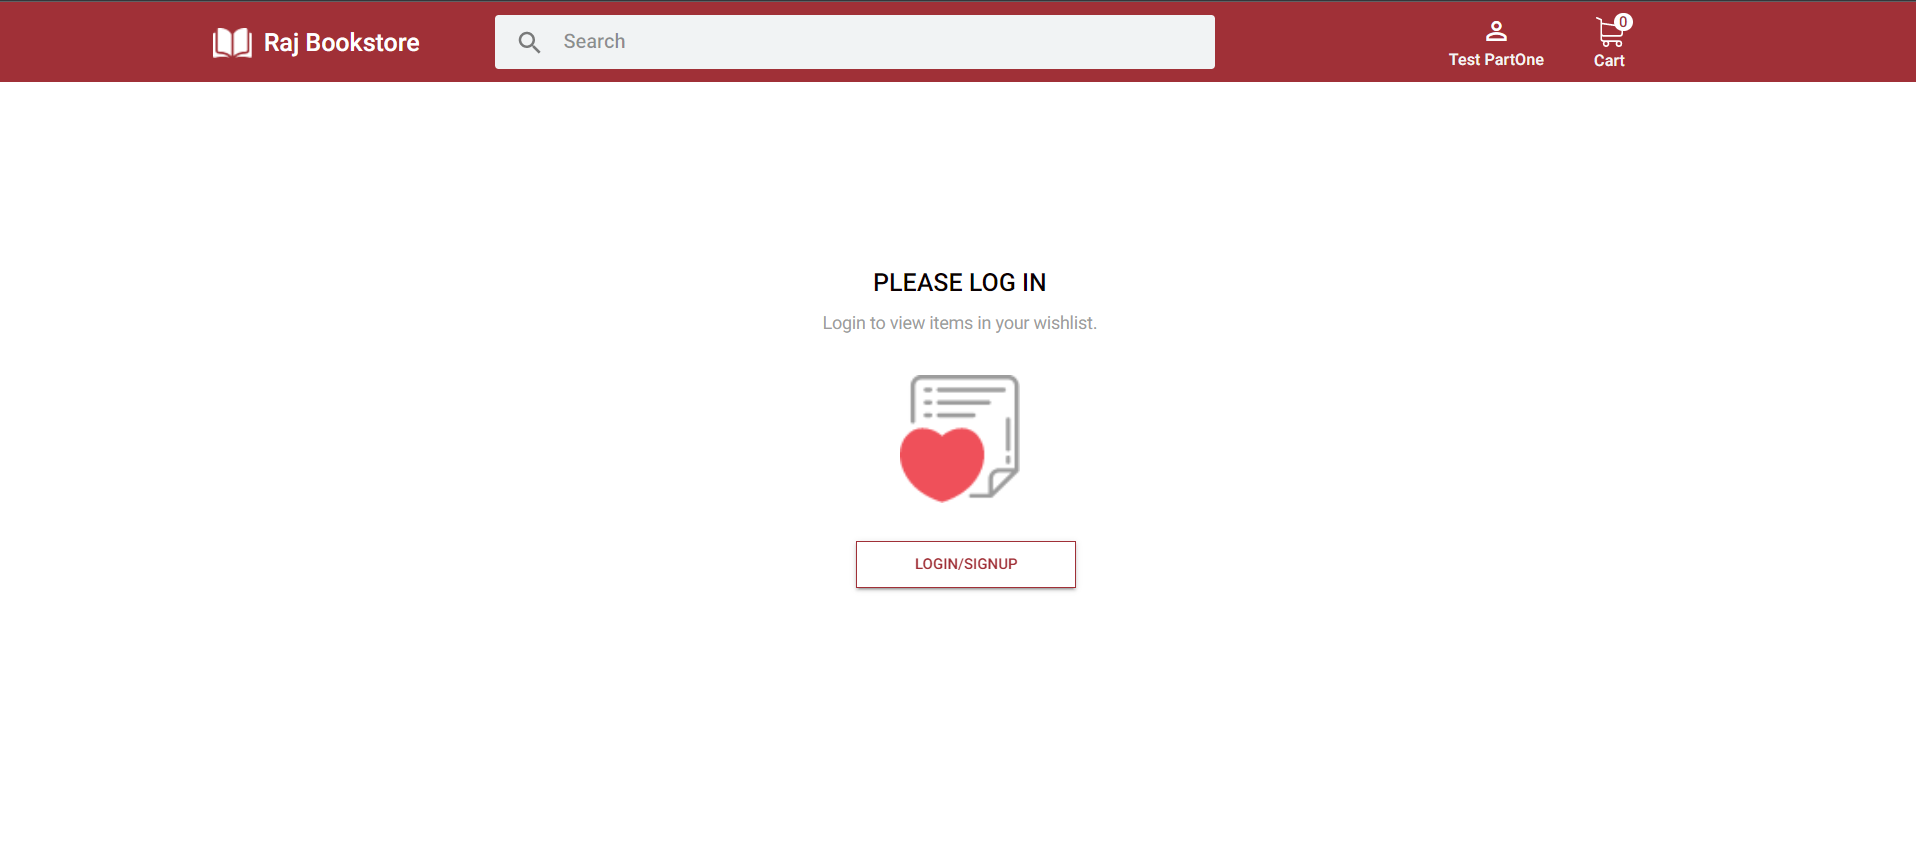 Raj Bookstore
Search
Test PartOne
0
Cart
PLEASE LOG IN
Login to view items in your wishlist.
LOGIN/SIGNUP